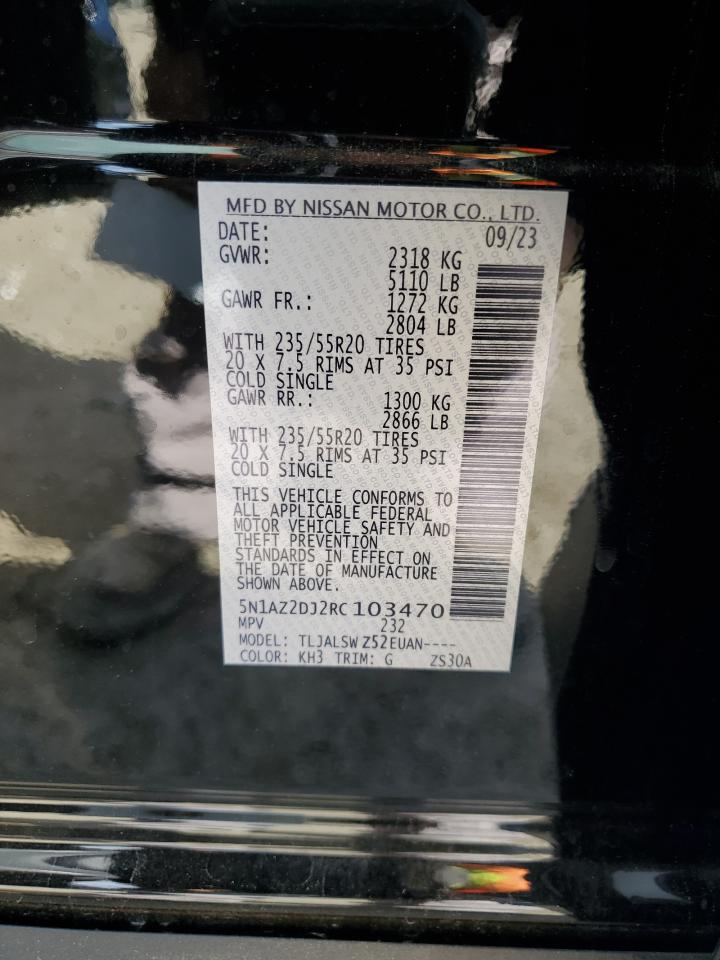 MFD BY NISSAN MOTOR CO., LTD.
DATE: 09/23
GVWR: 2318 KG
5110 LB
GAWR FR.: 1272 KG
2804 LB
WITH 235/55R20 TIRES
20 X 7.5 RIMS AT 35 PSI
COLD SINGLE
GAWR RR.: 1300 KG
2866 LB
WITH 235/55R20 TIRES
20 X 7.5 RIMS AT 35 PSI
COLD SINGLE
THIS VEHICLE CONFORMS TO
ALL APPLICABLE FEDERAL
MOTOR VEHICLE SAFETY AND
THEFT PREVENTION
STANDARDS IN EFFECT ON
THE DATE OF MANUFACTURE
SHOWN ABOVE.
5N1AZ2DJ2RC103470
MPV 232
MODEL: TLJALSWZ52EUAN----
COLOR: KH3 TRIM: G ZS30A